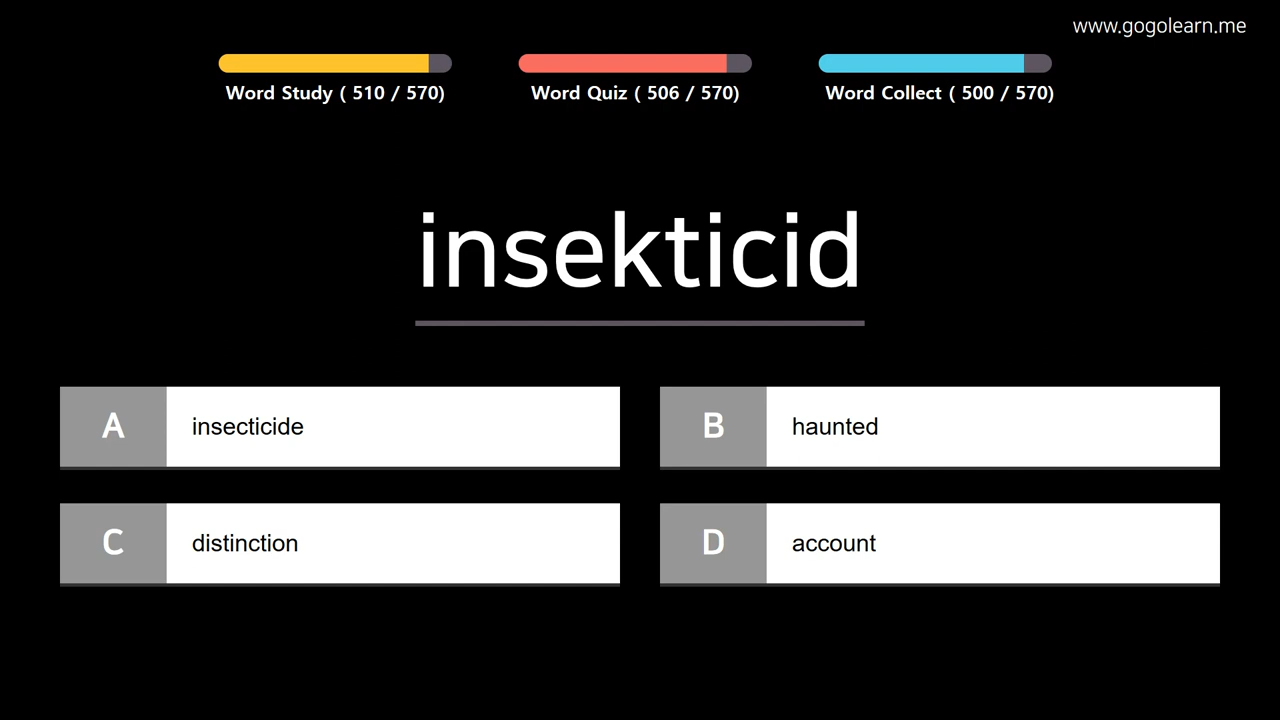 www.gogolearn.me
Word Study ( 510 / 570)
Word Quiz ( 506 / 570)
Word Collect ( 500 / 570)
insekticid
A insecticide
B haunted
C distinction
D account